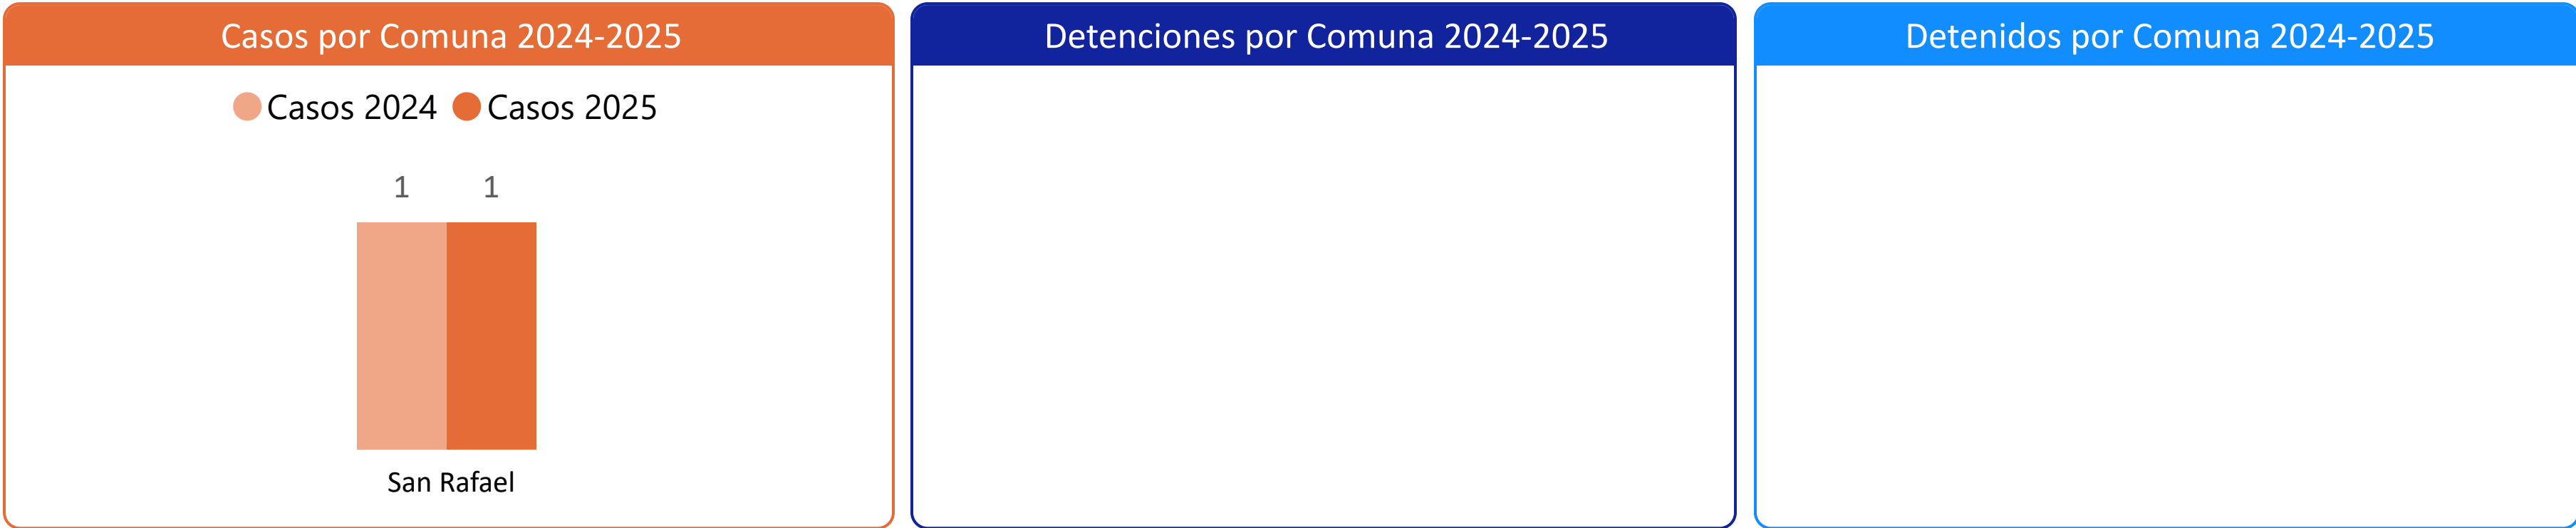 Casos por Comuna 2024-2025
Casos 2024 Casos 2025
1 1
San Rafael
Detenciones por Comuna 2024-2025
Detenidos por Comuna 2024-2025